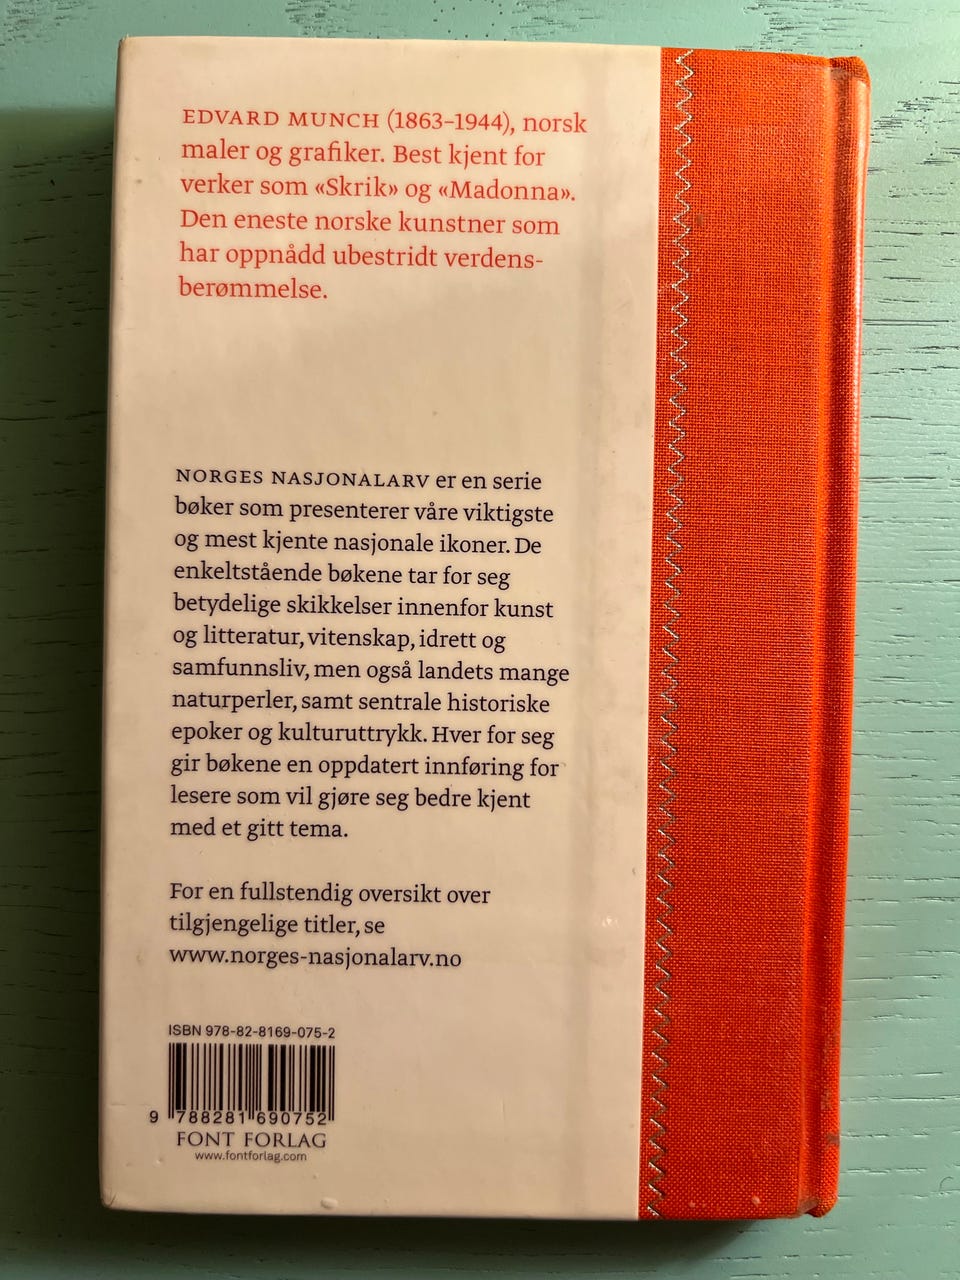 EDVARD MUNCH (1863–1944), norsk
maler og grafiker. Best kjent for
verker som «Skrik» og «Madonna».
Den eneste norske kunstner som
har oppnådd ubestridt verdens-
berømmelse.
NORGES NASJONALARV er en serie
bøker som presenterer våre viktigste
og mest kjente nasjonale ikoner. De
enkeltstående bøkene tar for seg
betydelige skikkelser innenfor kunst
og litteratur, vitenskap, idrett og
samfunnsliv, men også landets mange
naturperler, samt sentrale historiske
epoker og kulturuttrykk. Hver for seg
gir bøkene en oppdatert innføring for
lesere som vil gjøre seg bedre kjent
med et gitt tema.
For en fullstendig oversikt over
tilgjengelige titler, se
www.norges-nasjonalarv.no
ISBN 978-82-8169-075-2
9 788281 690752
FONT FORLAG
www.fontforlag.com